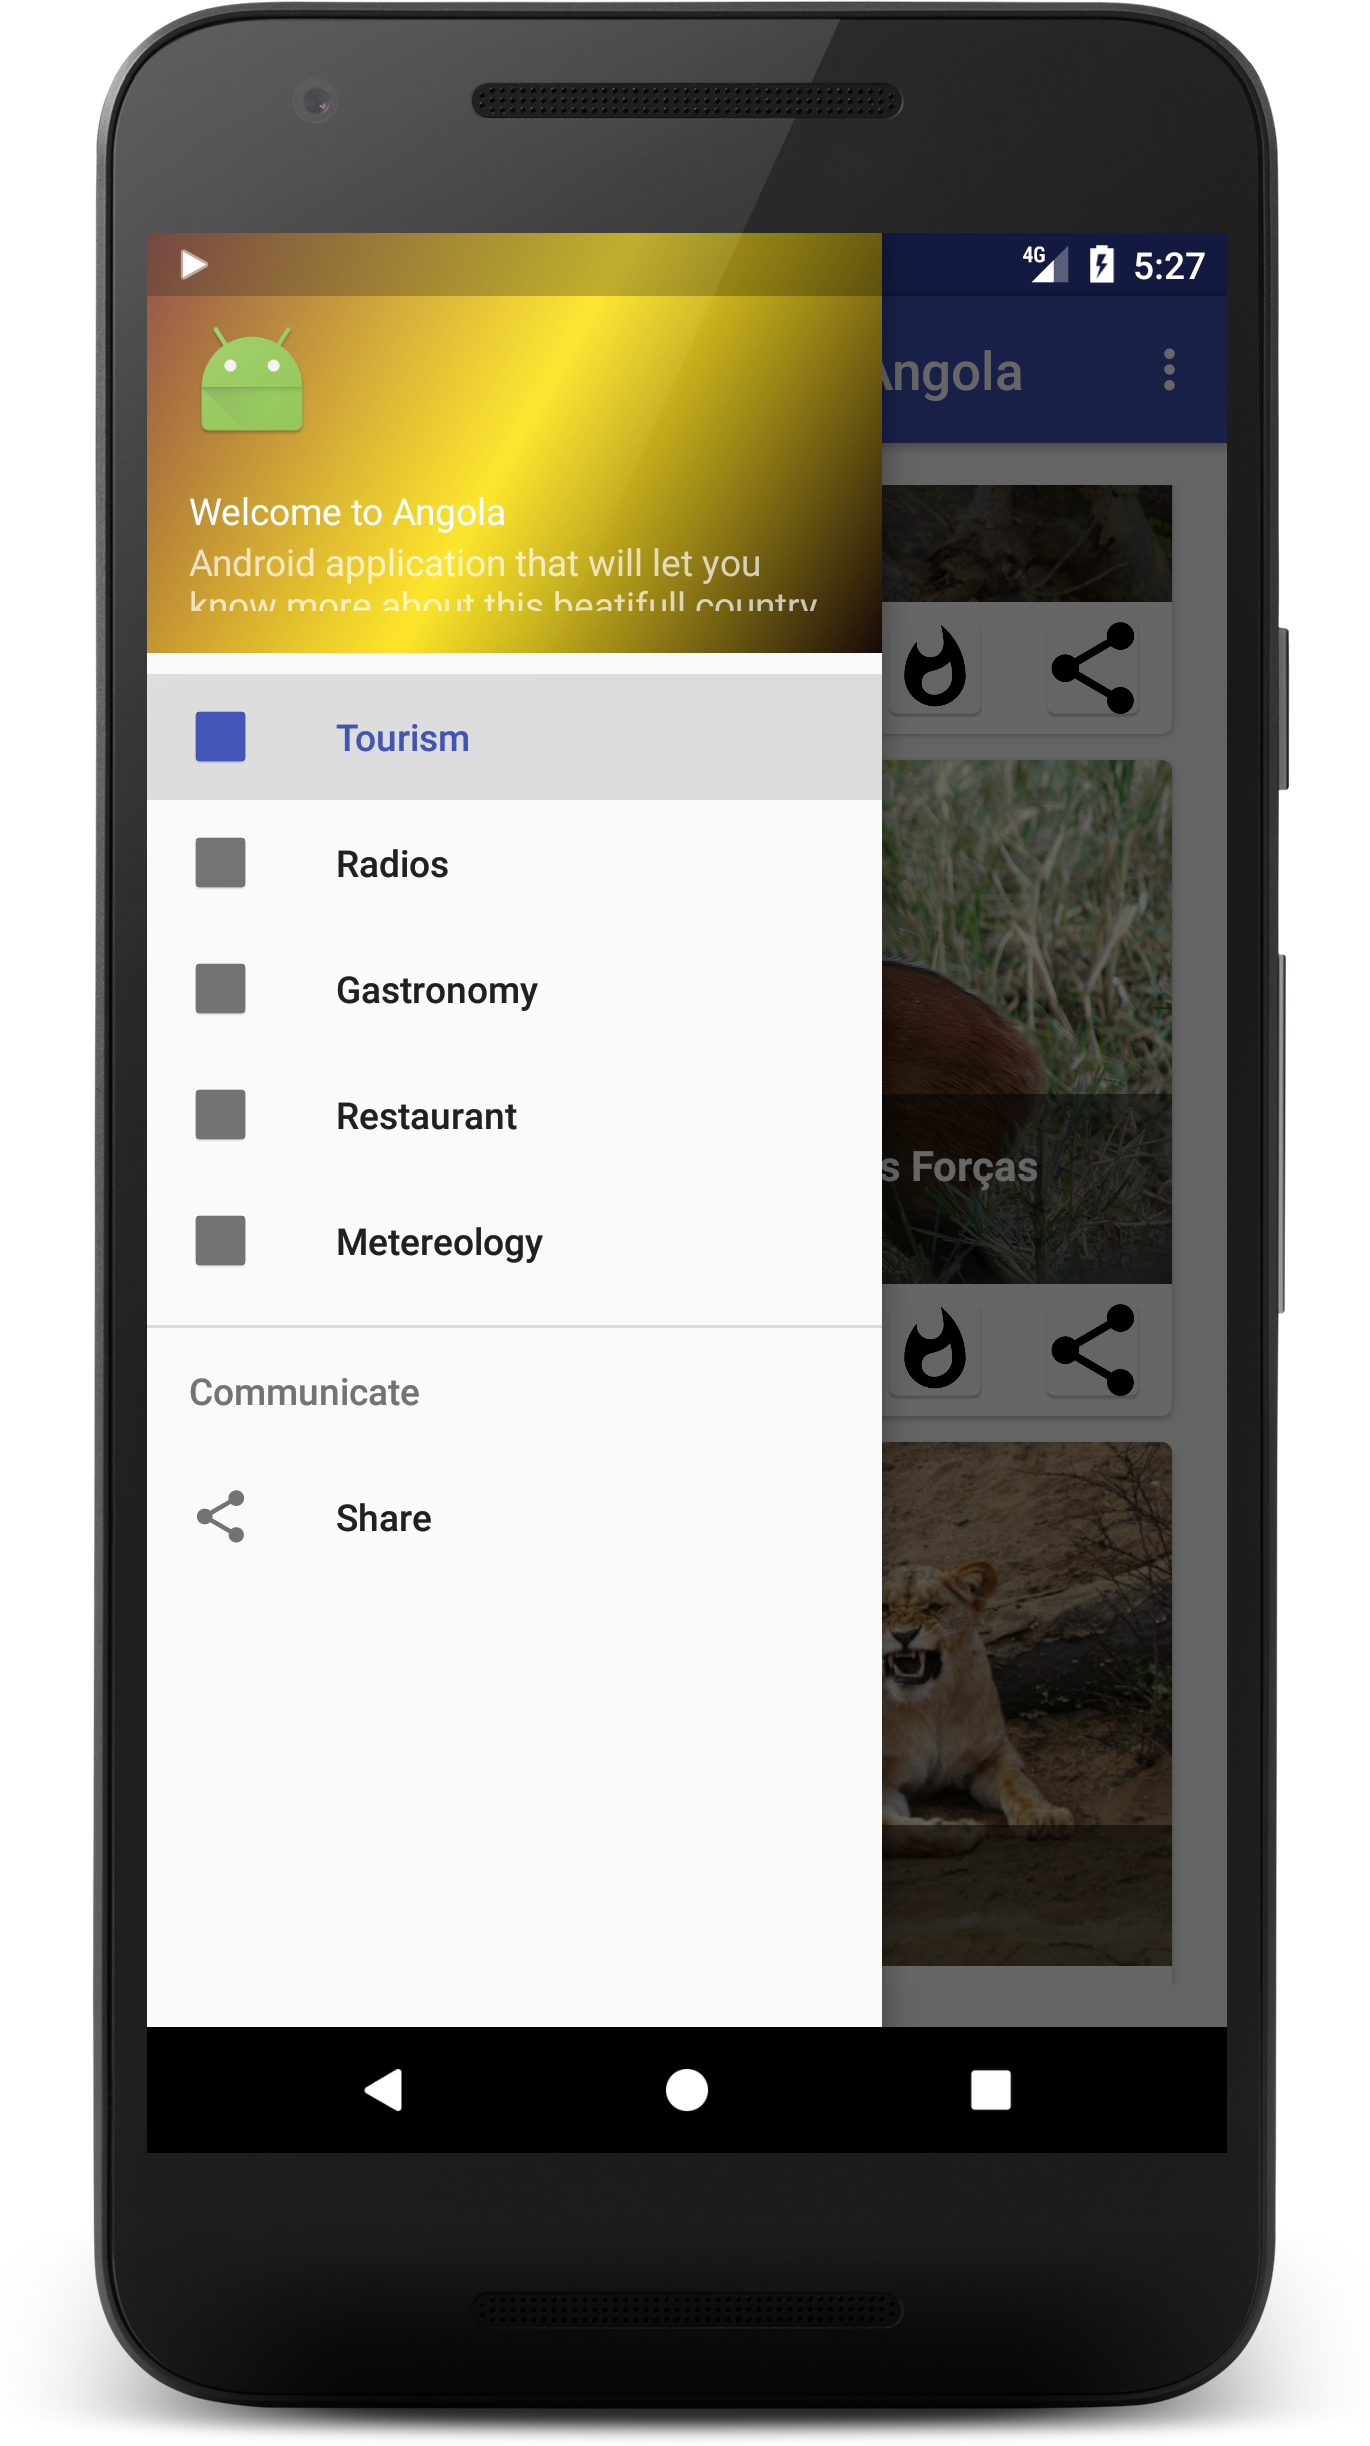 4G 5:27
Angola
Welcome to Angola
Android application that will let you
know more about this beatifull country
Tourism
Radios
Gastronomy
Restaurant
Metereology
s Forças
Communicate
Share